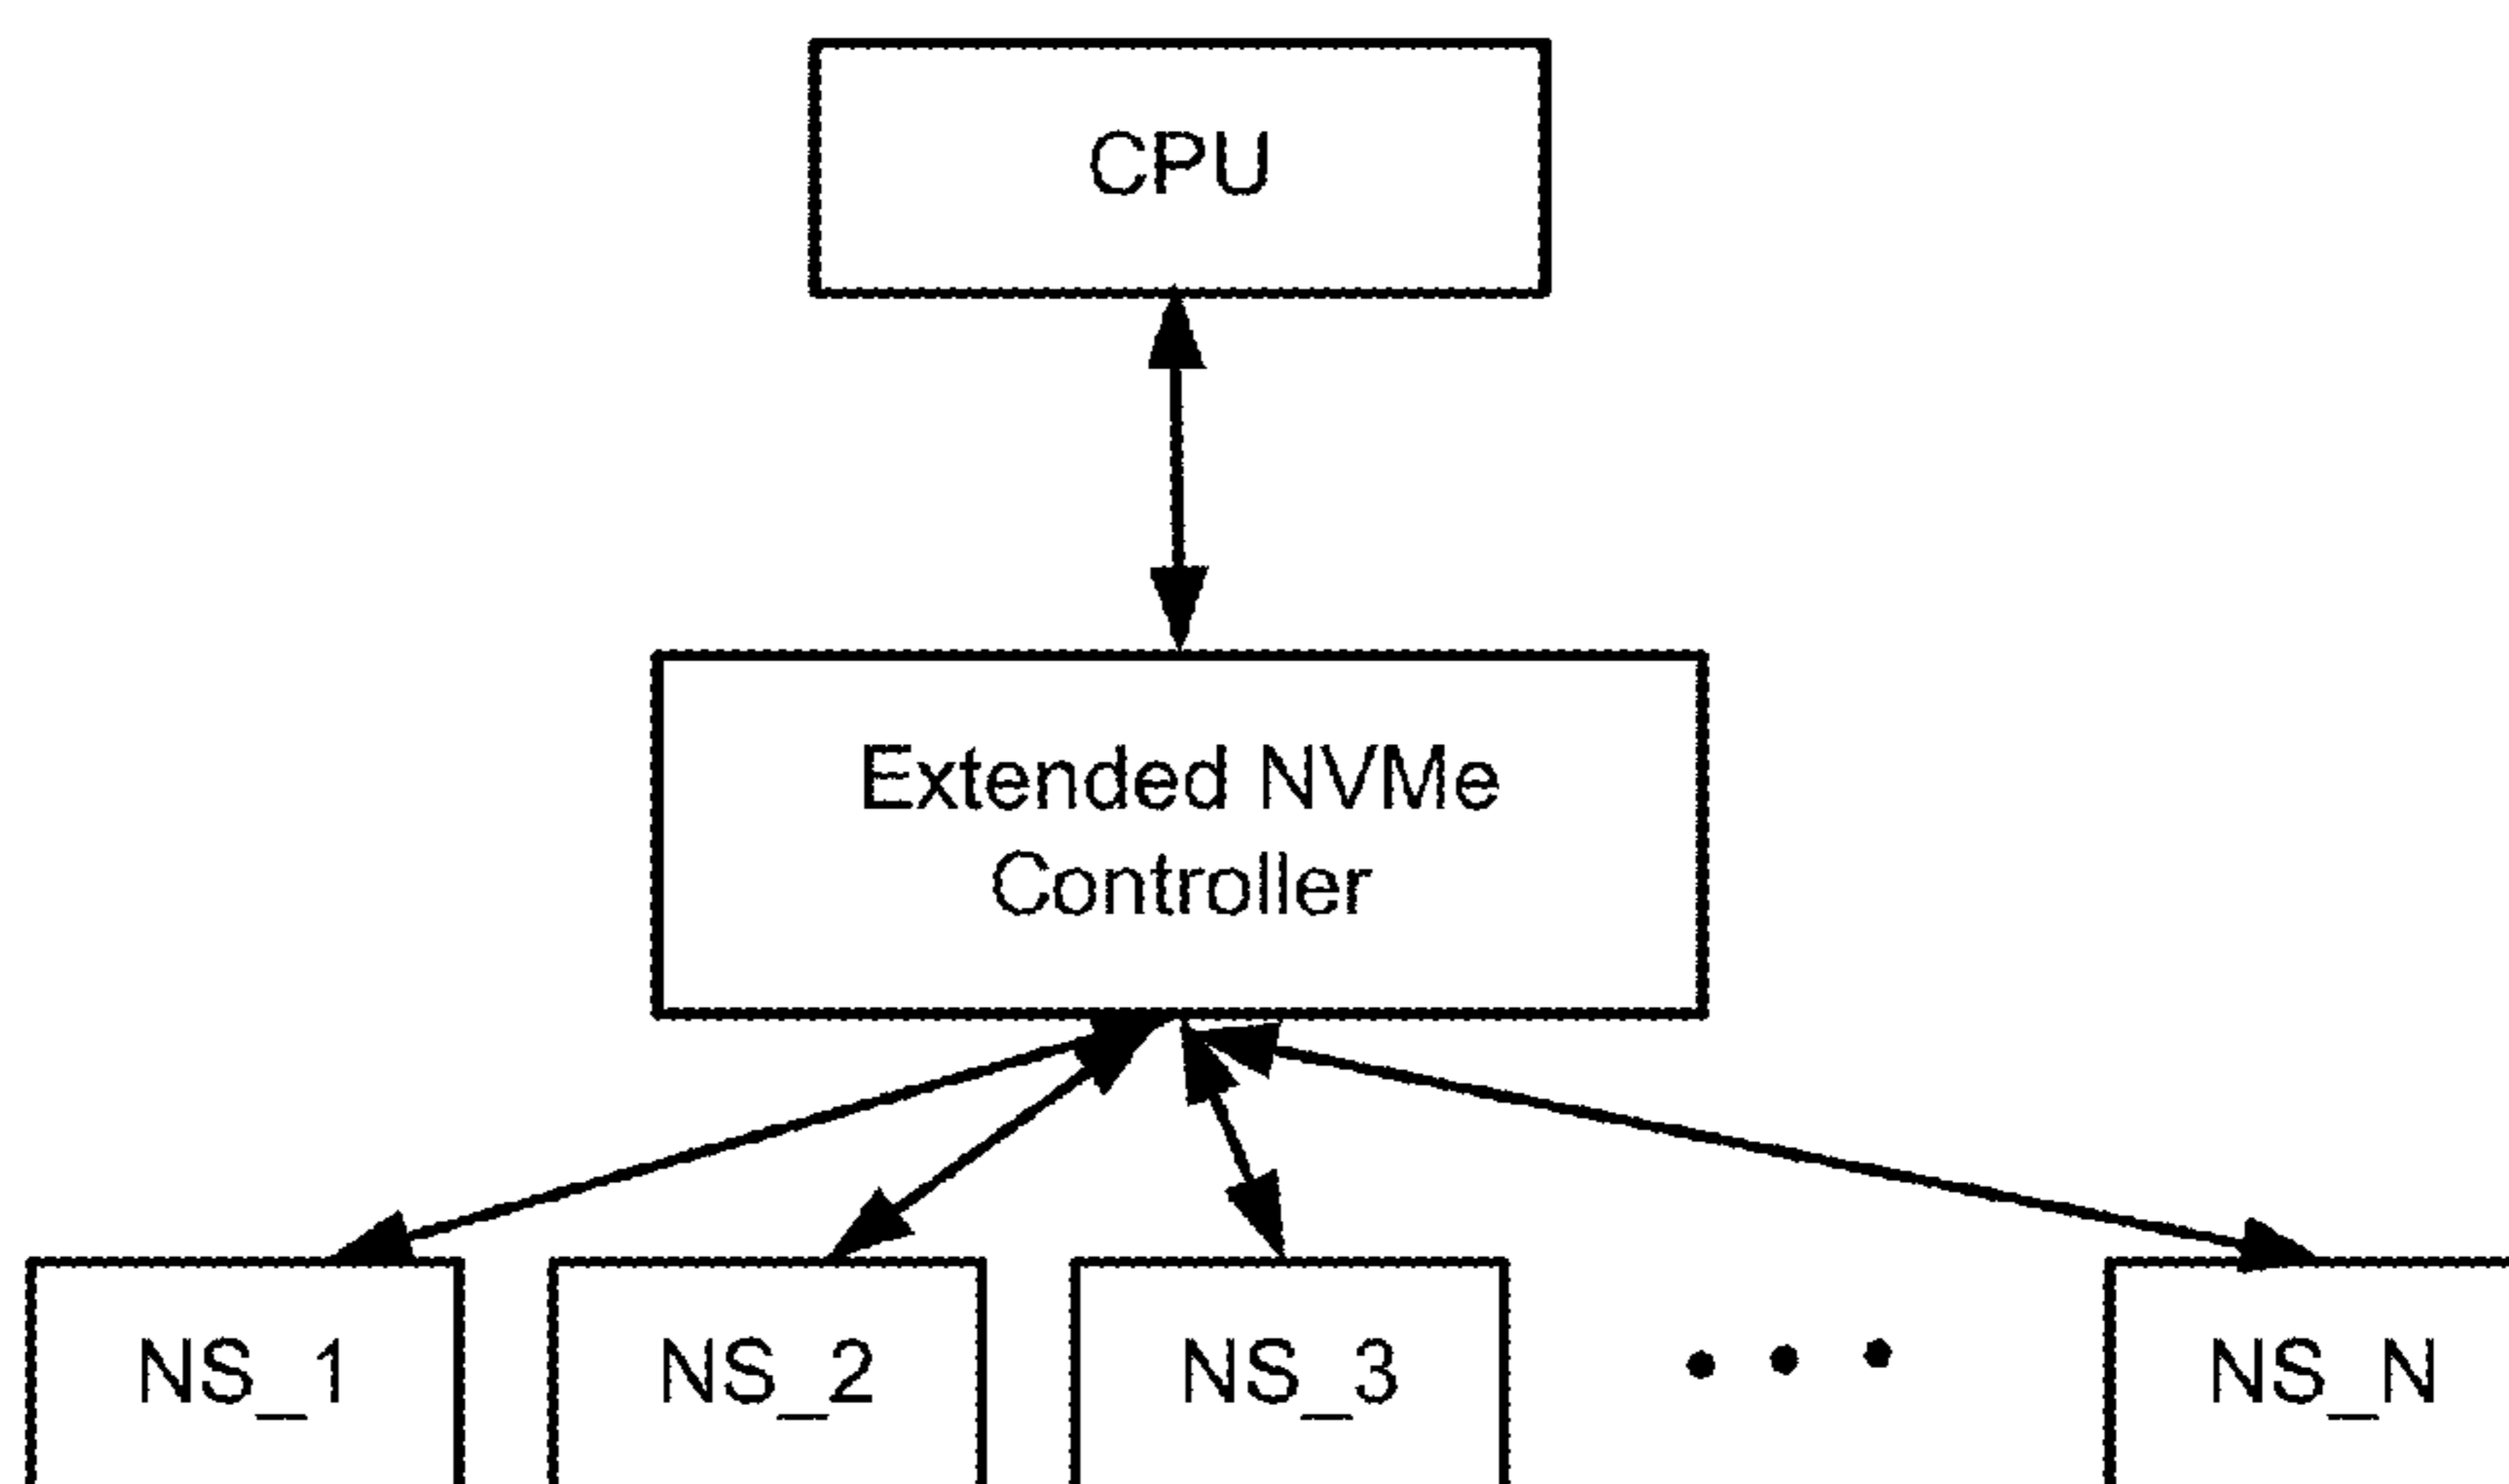 CPU
Extended NVMe
Controller
NS_1
NS_2
NS_3
NS_N